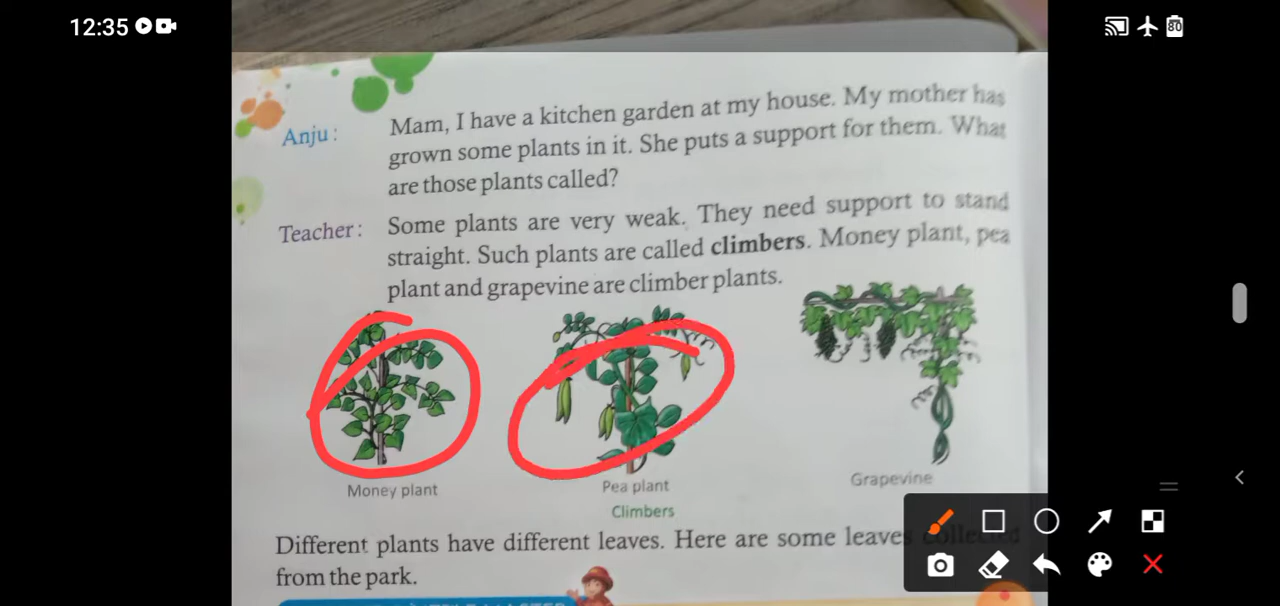 12:35
80
Anju: Mam, I have a kitchen garden at my house. My mother has
grown some plants in it. She puts a support for them. What
are those plants called?
Teacher: Some plants are very weak. They need support to stand
straight. Such plants are called climbers. Money plant, pea
plant and grapevine are climber plants.
Money plant
Pea plant
Grapevine
Climbers
Different plants have different leaves. Here are some leaves collected
from the park.